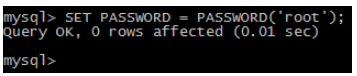 mysql> SET PASSWORD = PASSWORD('root');
Query OK, 0 rows affected (0.01 sec)
mysql>